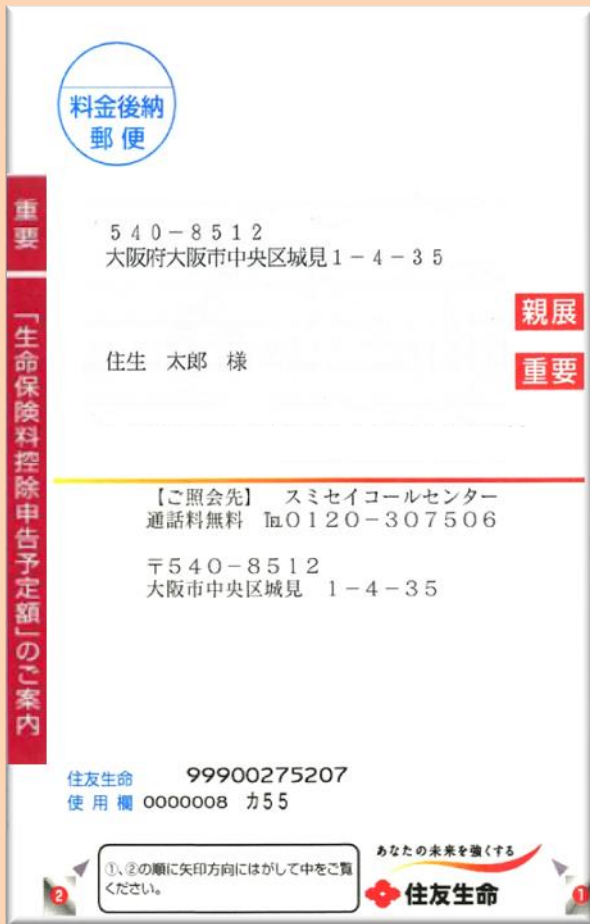 料金後納
郵便
重要
「生命保険料控除申告予定額」のご案内
540-8512
大阪府大阪市中央区城見1-4-35
親展
住生 太郎 様
重要
【ご照会先】 スミセイコールセンター
通話料無料 ℡0120-307506
〒540-8512
大阪市中央区城見 1-4-35
住友生命 99900275207
使用欄 0000008 カ55
①、②の順に矢印方向にはがして中をご覧
ください。
あなたの未来を強くする
住友生命
2
1